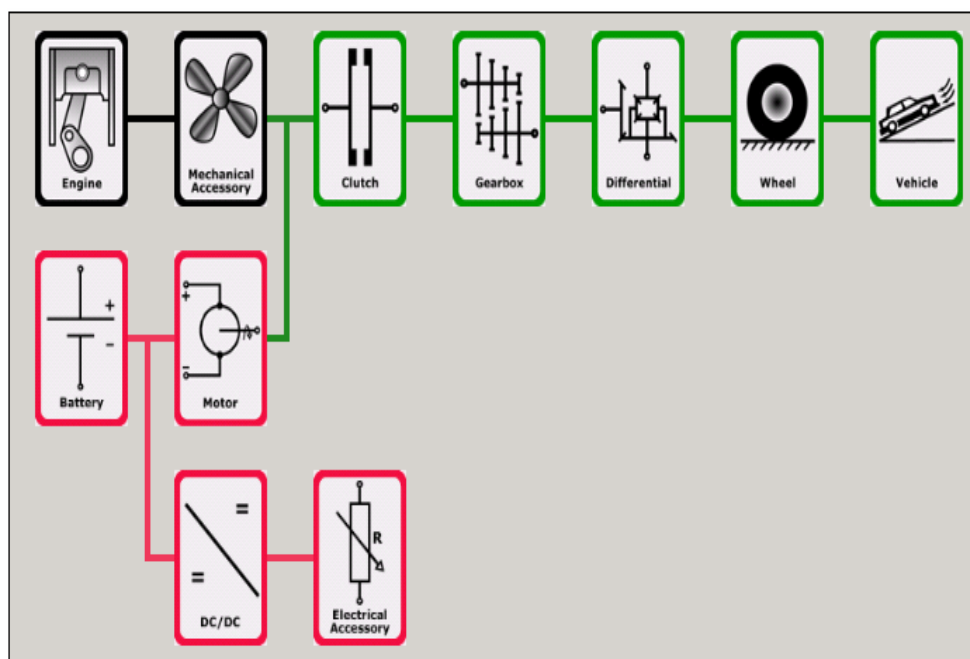 Engine
Mechanical
Accessory
Clutch
Gearbox
Differential
Wheel
Vehicle
+
−
Battery
+
−
Motor
=
=
DC/DC
R
Electrical
Accessory